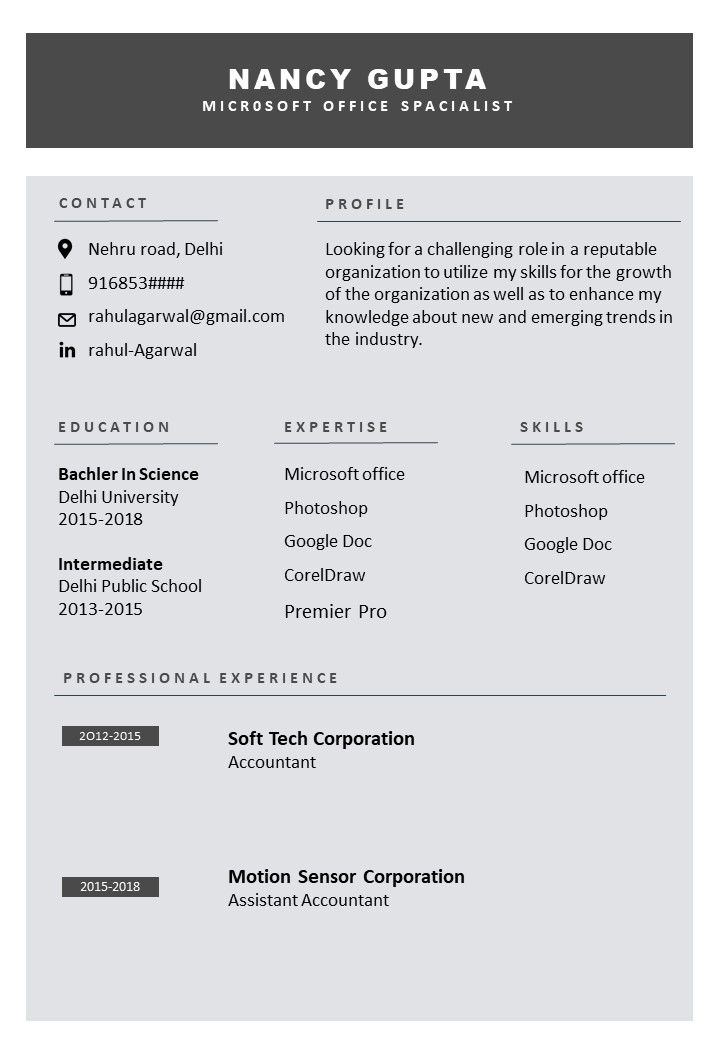 NANCY GUPTA
MICR0SOFT OFFICE SPACIALIST
CONTACT
Nehru road, Delhi
916853####
rahulagarwal@gmail.com
in rahul-Agarwal
PROFILE
Looking for a challenging role in a reputable
organization to utilize my skills for the growth
of the organization as well as to enhance my
knowledge about new and emerging trends in
the industry.
EDUCATION
Bachler In Science
Delhi University
2015-2018
Intermediate
Delhi Public School
2013-2015
EXPERTISE
Microsoft office
Photoshop
Google Doc
CorelDraw
Premier Pro
SKILLS
Microsoft office
Photoshop
Google Doc
CorelDraw
PROFESSIONAL EXPERIENCE
2O12-2015
Soft Tech Corporation
Accountant
2015-2018
Motion Sensor Corporation
Assistant Accountant